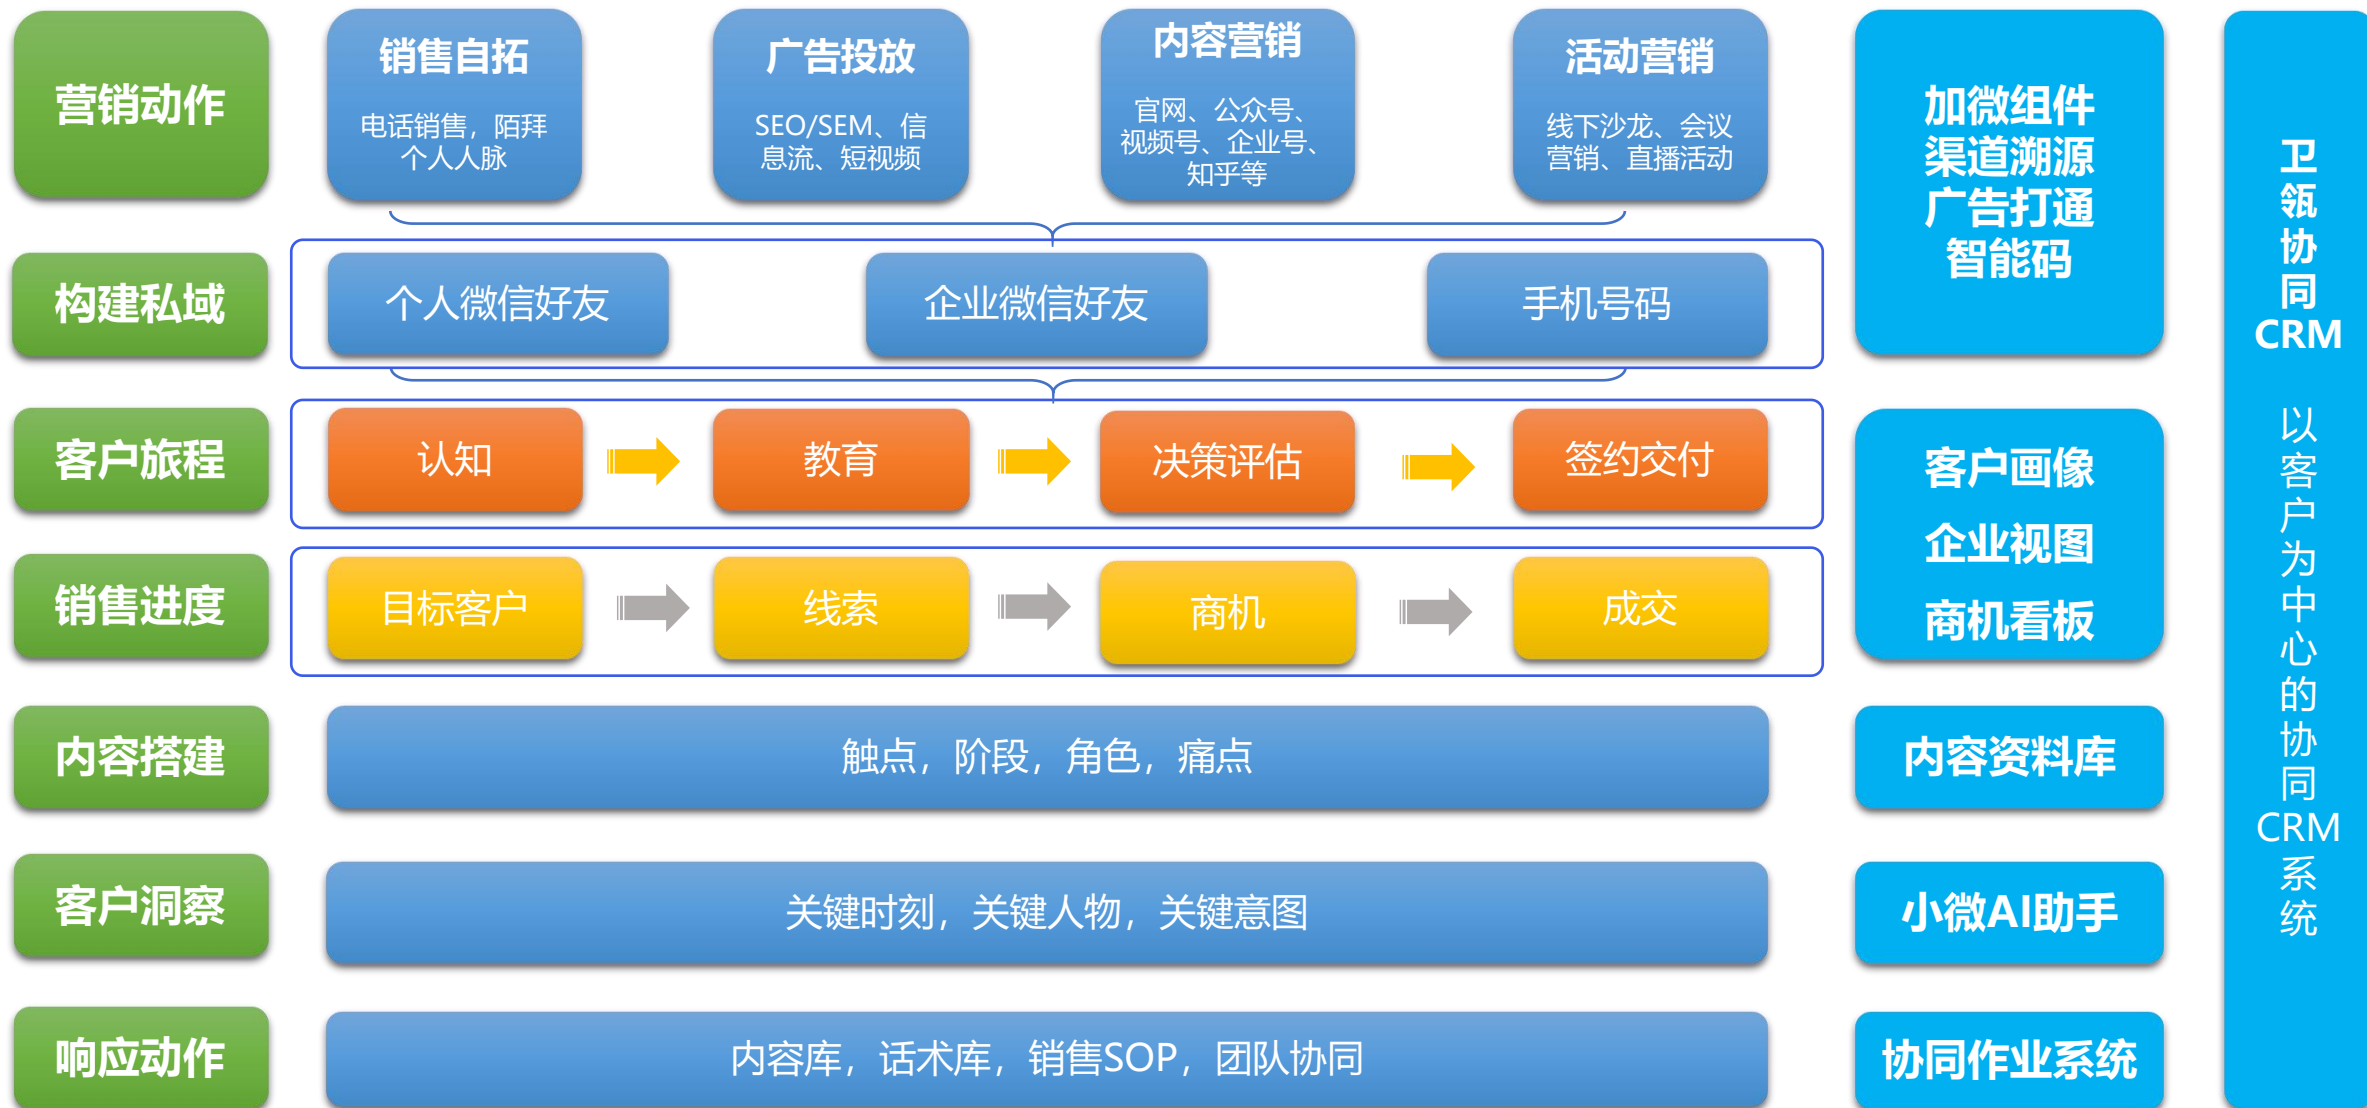 营销动作
销售自拓
电话销售，陌拜
个人人脉
广告投放
SEO/SEM、信
息流、短视频
内容营销
官网、公众号、
视频号、企业号、
知乎等
活动营销
线下沙龙、会议
营销、直播活动
加微组件
渠道溯源
广告打通
智能码
构建私域
个人微信好友
企业微信好友
手机号码
客户旅程
认知
教育
决策评估
签约交付
客户画像
企业视图
商机看板
销售进度
目标客户
线索
商机
成交
内容搭建
触点，阶段，角色，痛点
内容资料库
客户洞察
关键时刻，关键人物，关键意图
小微AI助手
响应动作
内容库，话术库，销售SOP，团队协同
协同作业系统
卫瓴协同CRM
以客户为中心的协同CRM系统